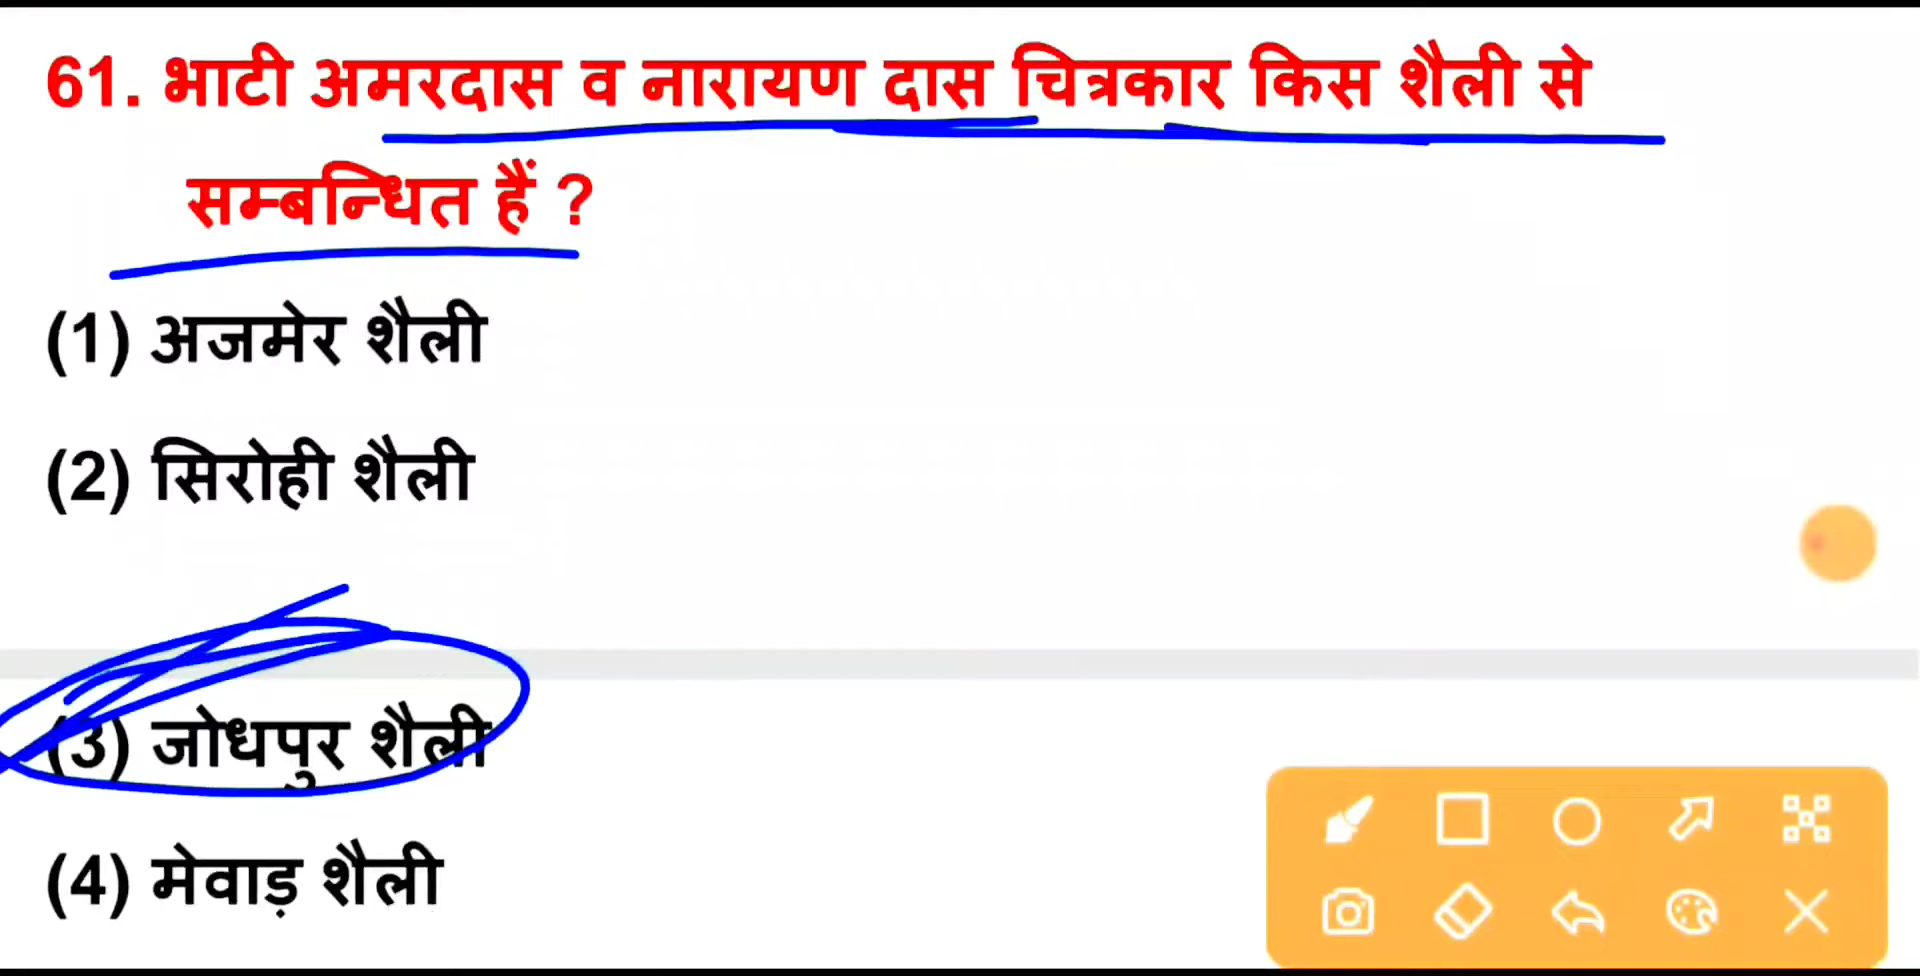 61. भाटी अमरदास व नारायण दास चित्रकार किस शैली से
सम्बन्धित हैं ?
(1) अजमेर शैली
(2) सिरोही शैली
(3) जोधपुर शैली
(4) मेवाड़ शैली